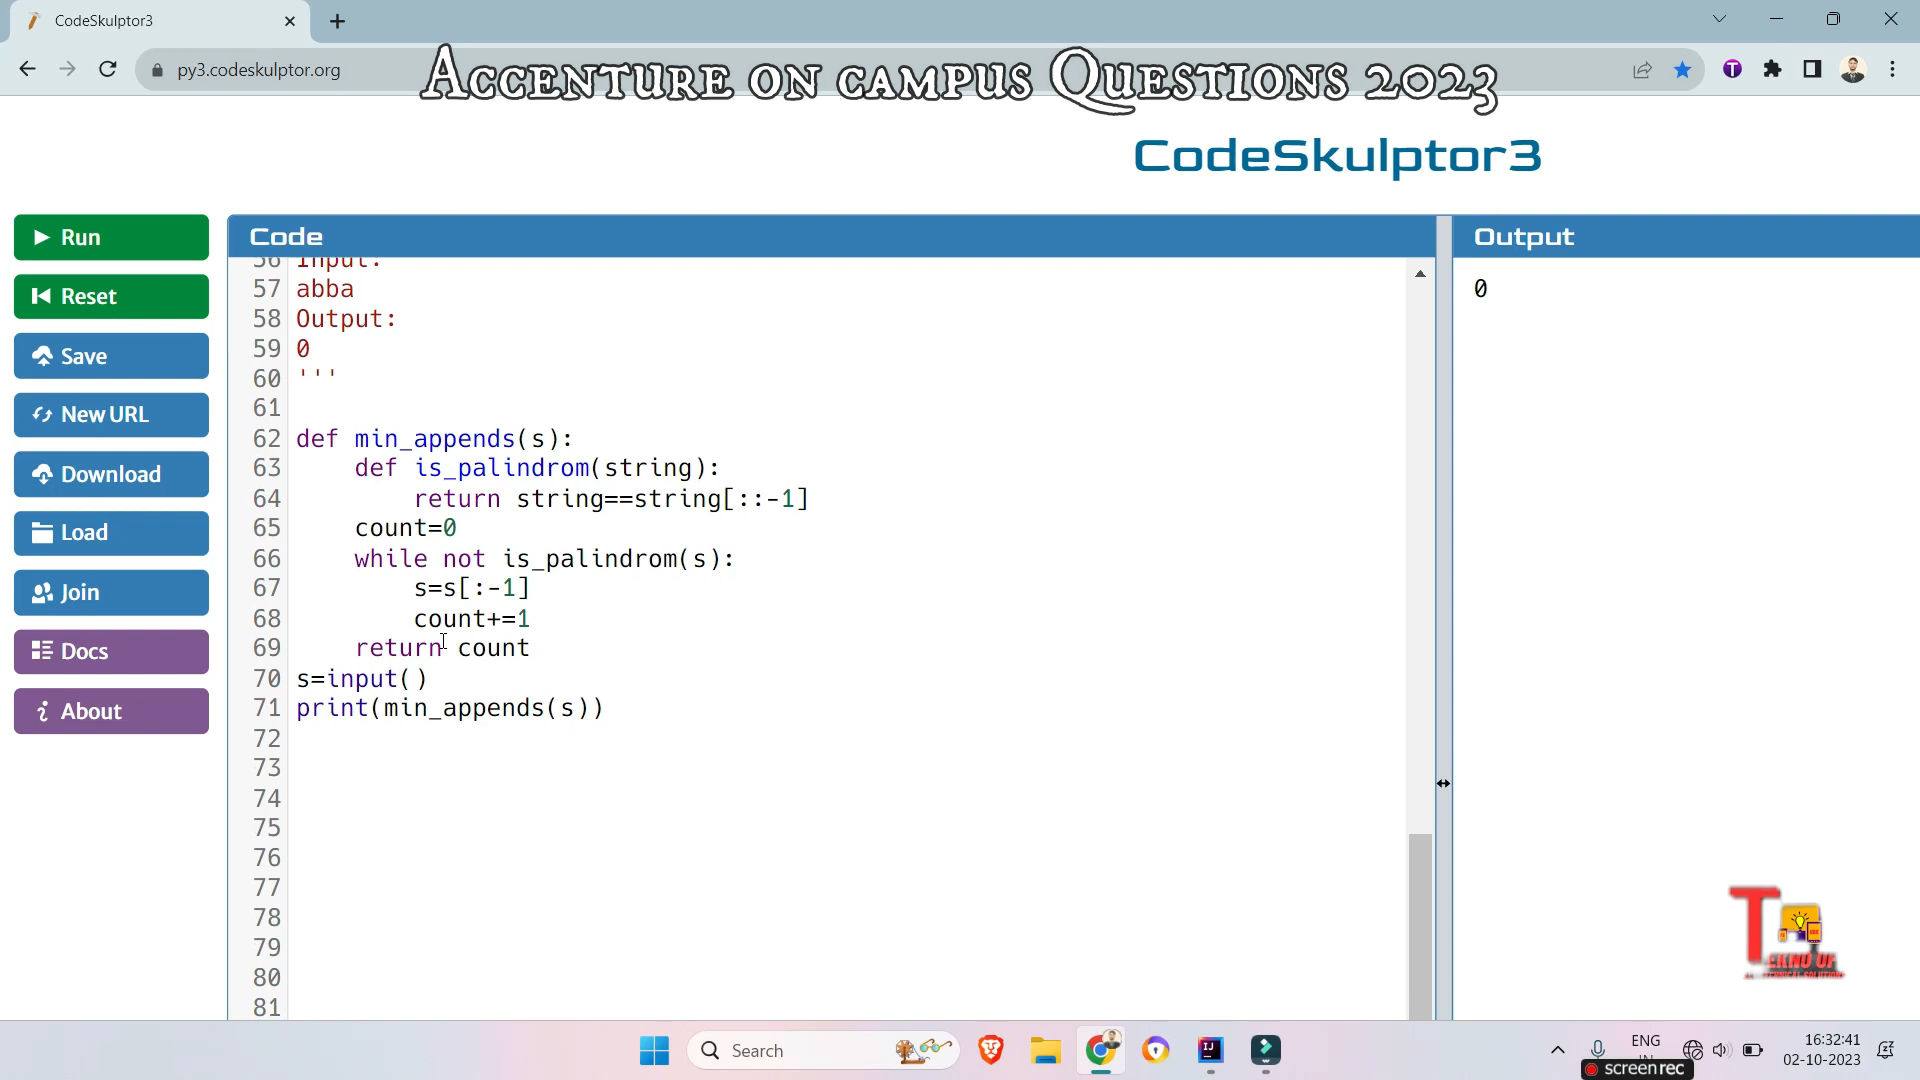 CodeSkulptor3
py3.codeskulptor.org
Accenture on campus Questions 2023
CodeSkulptor3
Run
Reset
Save
New URL
Download
Load
Join
Docs
About
Code
56 Input:
57 abba
58 Output:
59 0
60 '''
61
62 def min_appends(s):
63 def is_palindrom(string):
64 return string==string[::-1]
65 count=0
66 while not is_palindrom(s):
67 s=s[:-1]
68 count+=1
69 return count
70 s=input()
71 print(min_appends(s))
72
73
74
75
76
77
78
79
80
81
Output
0
TEKNO UF
Search
ENG
16:32:41
02-10-2023
screenrec